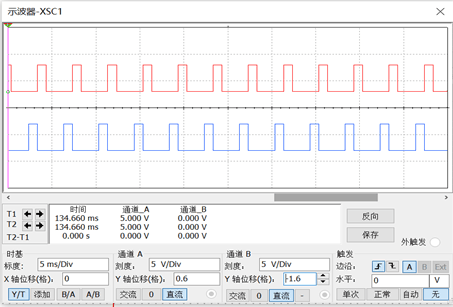 示波器-XSC1
时间 通道_A 通道_B
T1 134.660 ms 5.000 V 0.000 V
T2 134.660 ms 5.000 V 0.000 V
T2-T1 0.000 s 0.000 V 0.000 V
反向
保存
外触发
时基 通道 A 通道 B 触发
标度: 5 ms/Div 刻度: 5 V/Div 刻度: 5 V/Div 边沿: A B Ext
X 轴位移(格): 0 Y 轴位移(格): 0.6 Y 轴位移(格): -1.6 水平: 0 V
Y/T 添加 B/A A/B 交流 0 直流 交流 0 直流 - 单次 正常 自动 无